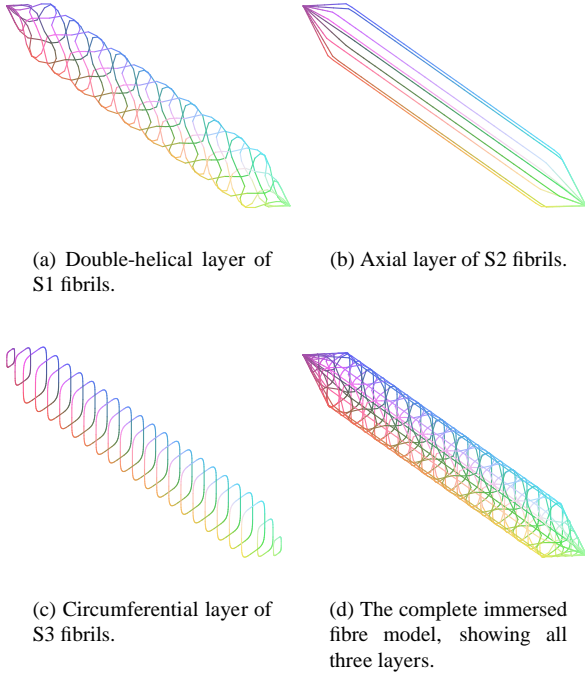 (a) Double-helical layer of
S1 fibrils.
(b) Axial layer of S2 fibrils.
(c) Circumferential layer of
S3 fibrils.
(d) The complete immersed
fibre model, showing all
three layers.